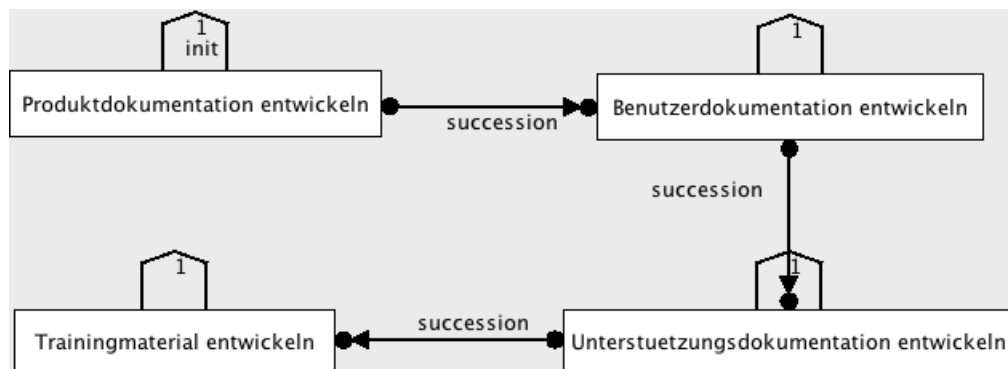 1
init
1
Produktdokumentation entwickeln
succession
Benutzerdokumentation entwickeln
succession
1
1
Trainingmaterial entwickeln
succession
Unterstuetzungsdokumentation entwickeln